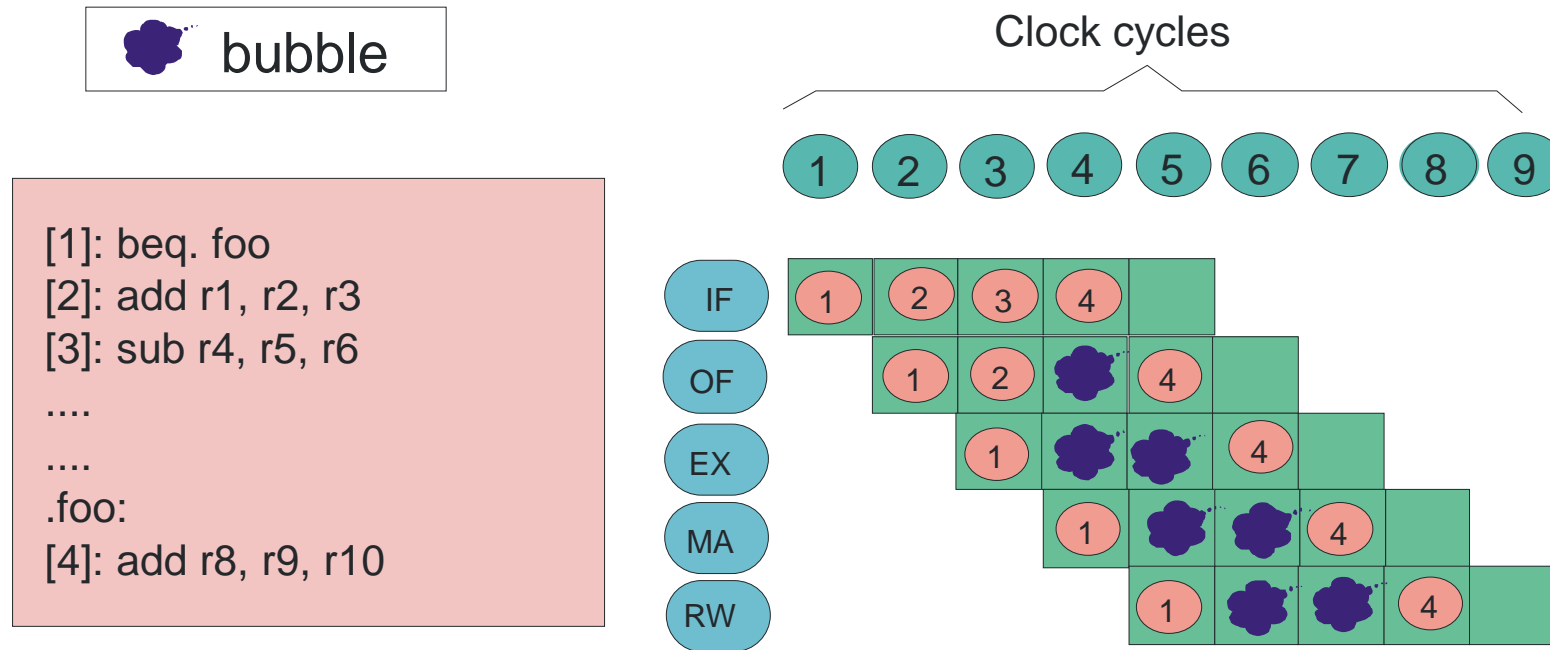 bubble
Clock cycles
1 2 3 4 5 6 7 8 9
[1]: beq. foo
[2]: add r1, r2, r3
[3]: sub r4, r5, r6
....
....
.foo:
[4]: add r8, r9, r10
IF 1 2 3 4
OF 1 2 4
EX 1 4
MA 1 4
RW 1 4